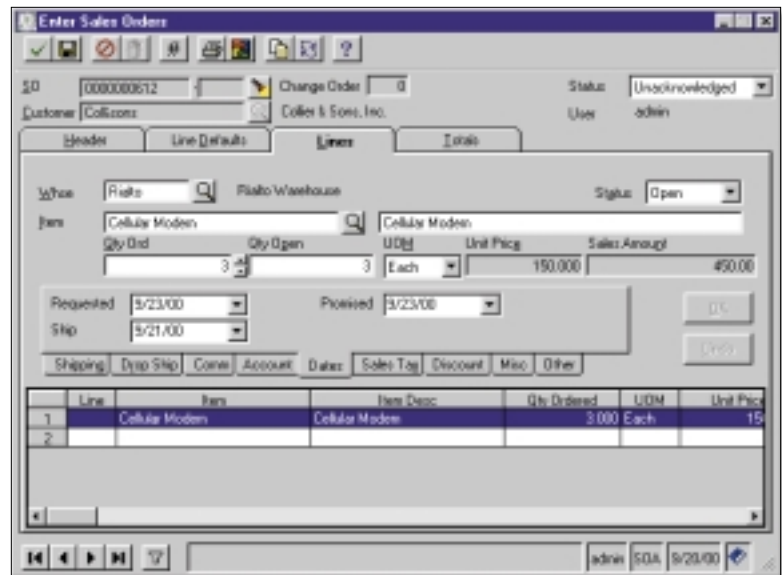 Enter Sales Orders
SO 0000000612 - Change Order 0 Status Unacknowledged
Customer Collisons Collier & Sons, Inc. User admin
Header Line Defaults Lines Totals
Whse Rialto Rialto Warehouse Status Open
Item Cellular Modem Cellular Modem
Qty Ord Qty Open UOM Unit Price Sales Amount
3 3 Each 150.000 450.00
Requested 9/23/00 Promised 9/23/00 OK
Ship 9/21/00 Undo
Shipping Drop Ship Comm Account Dates Sales Tax Discount Misc Other
Line Item Item Desc Qty Ordered UOM Unit Price
1 Cellular Modem Cellular Modem 3.000 Each 15
2
admin SOA 9/20/00